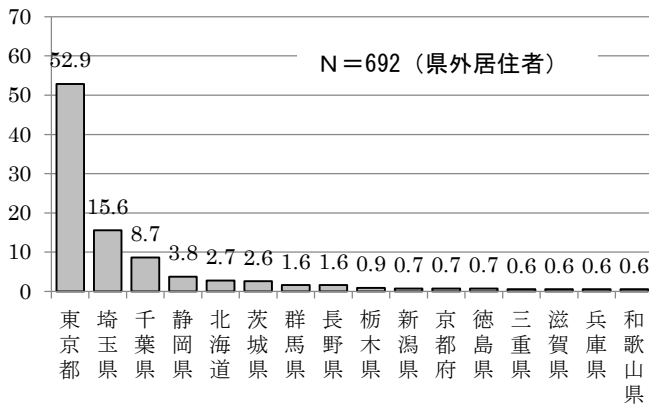 70
60
50
40
30
20
10
0
N＝692（県外居住者）
52.9
15.6
8.7
3.8
2.7
2.6
1.6
1.6
0.9
0.7
0.7
0.7
0.6
0.6
0.6
0.6
東京都
埼玉県
千葉県
静岡県
北海道
茨城県
群馬県
長野県
栃木県
新潟県
京都府
徳島県
三重県
滋賀県
兵庫県
和歌山県